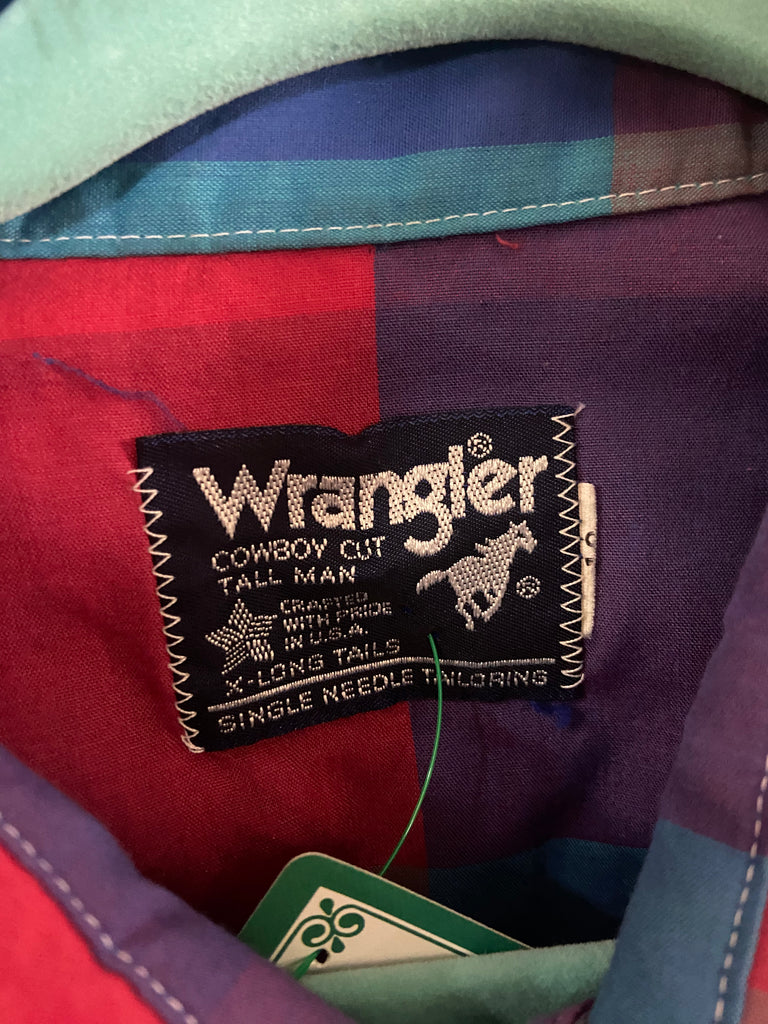 Wrangler®
COWBOY CUT
TALL MAN
®
CRAFTED
WITH PRIDE
IN U.S.A.
X-LONG TAILS
SINGLE NEEDLE TAILORING